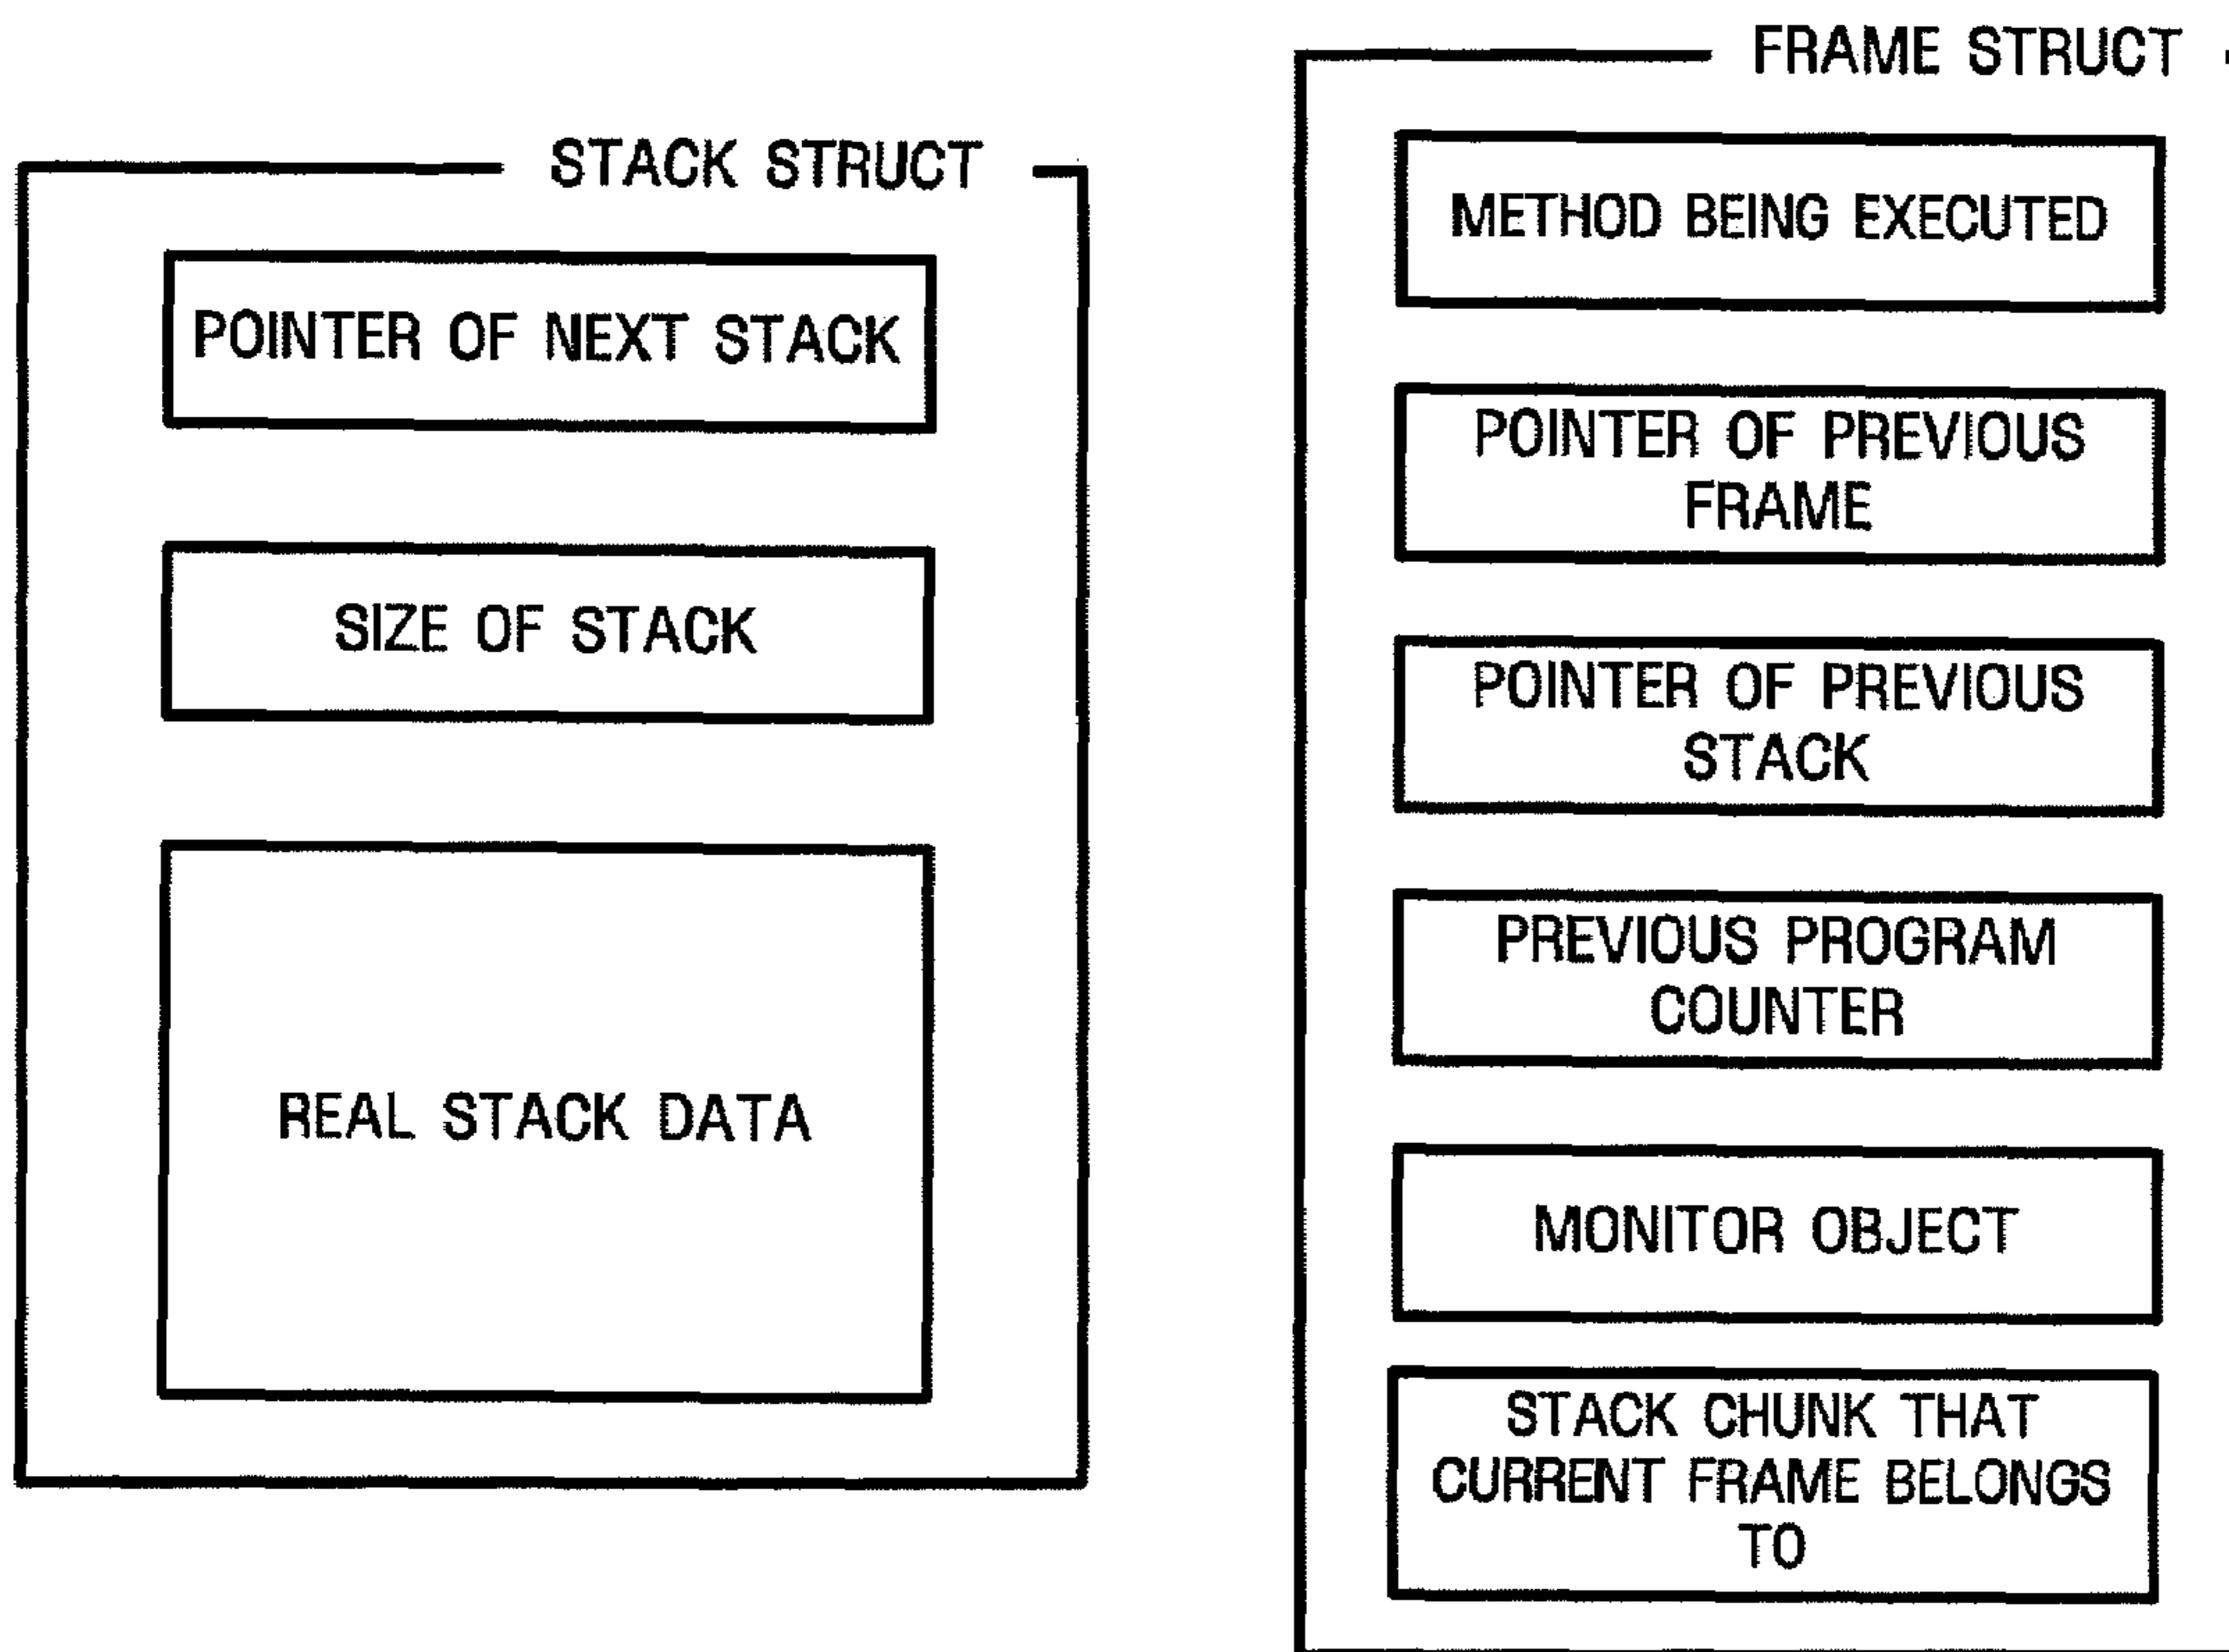 STACK STRUCT
POINTER OF NEXT STACK
SIZE OF STACK
REAL STACK DATA
FRAME STRUCT
METHOD BEING EXECUTED
POINTER OF PREVIOUS
FRAME
POINTER OF PREVIOUS
STACK
PREVIOUS PROGRAM
COUNTER
MONITOR OBJECT
STACK CHUNK THAT
CURRENT FRAME BELONGS
TO